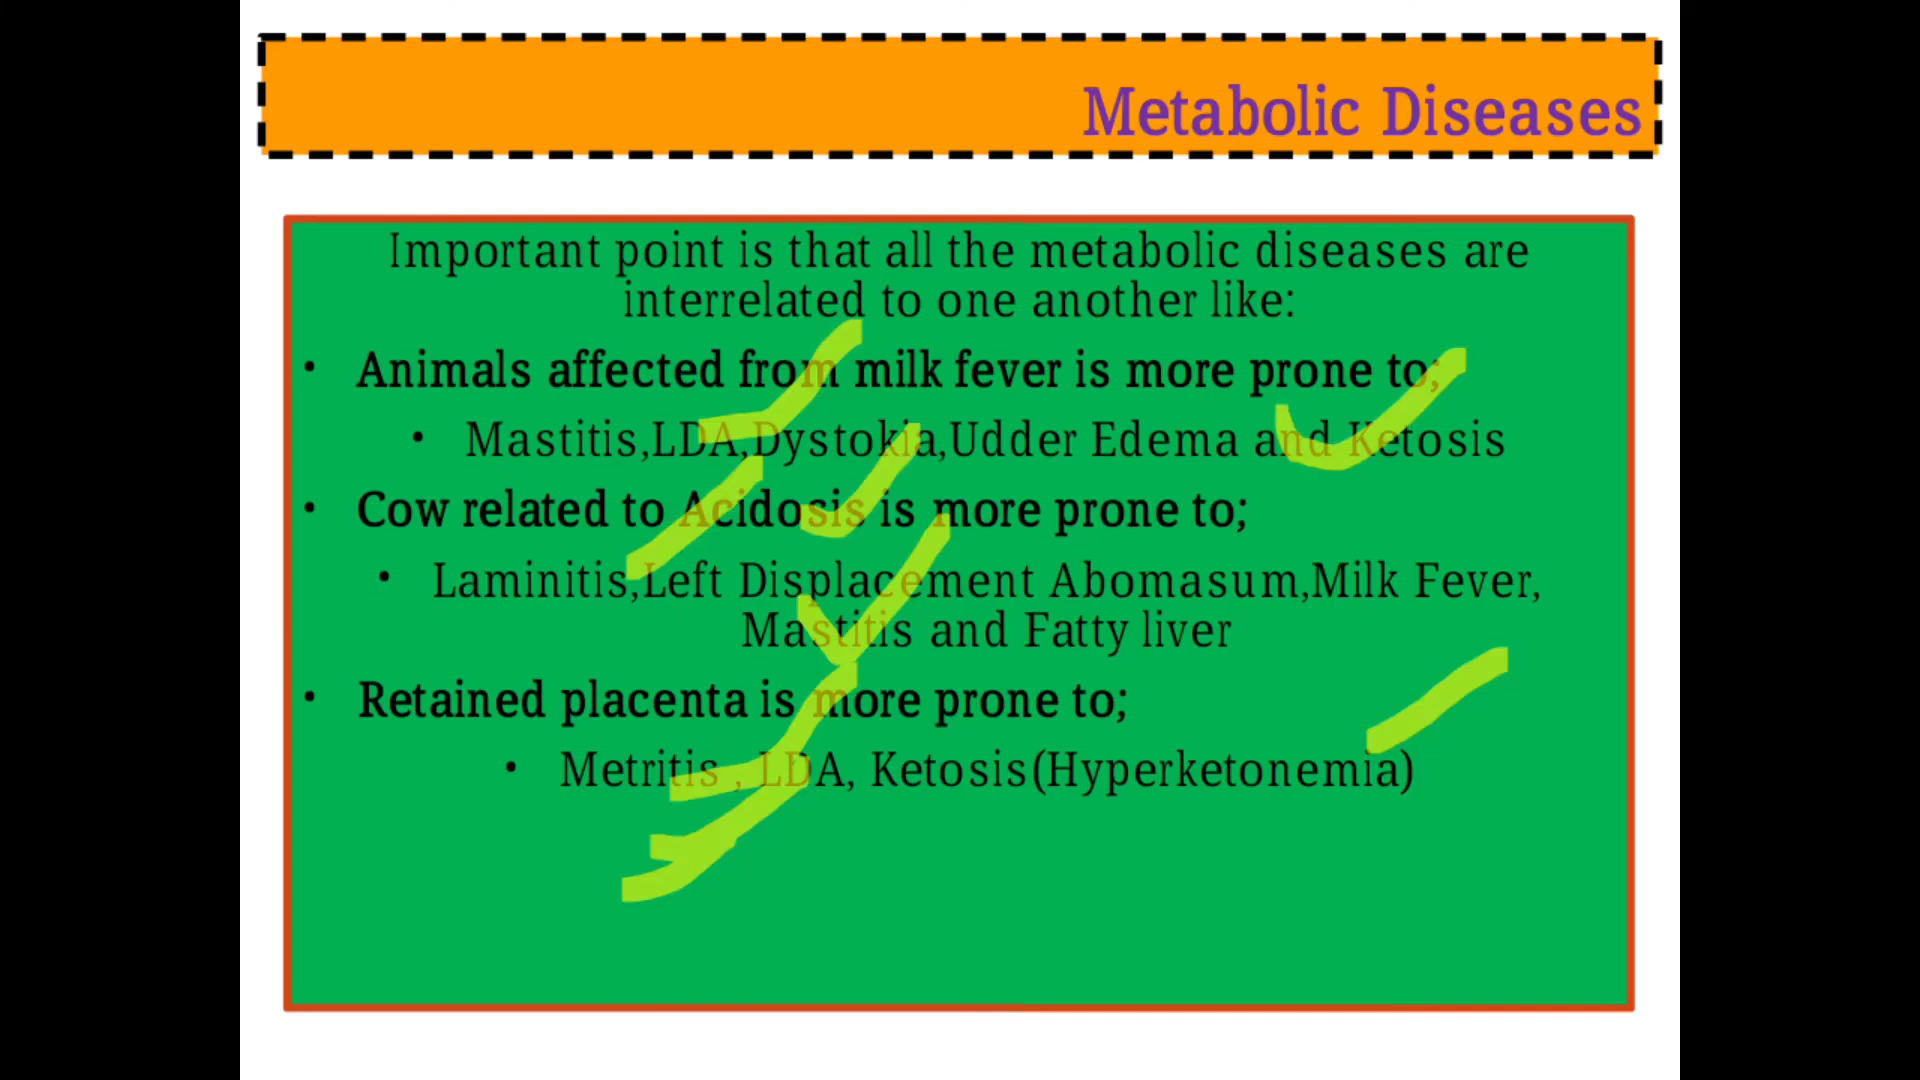 Metabolic Diseases
Important point is that all the metabolic diseases are
interrelated to one another like:
• Animals affected from milk fever is more prone to;
• Mastitis,LDA,Dystokia,Udder Edema and Ketosis
• Cow related to Acidosis is more prone to;
• Laminitis,Left Displacement Abomasum,Milk Fever,
Mastitis and Fatty liver
• Retained placenta is more prone to;
• Metritis , LDA, Ketosis(Hyperketonemia)